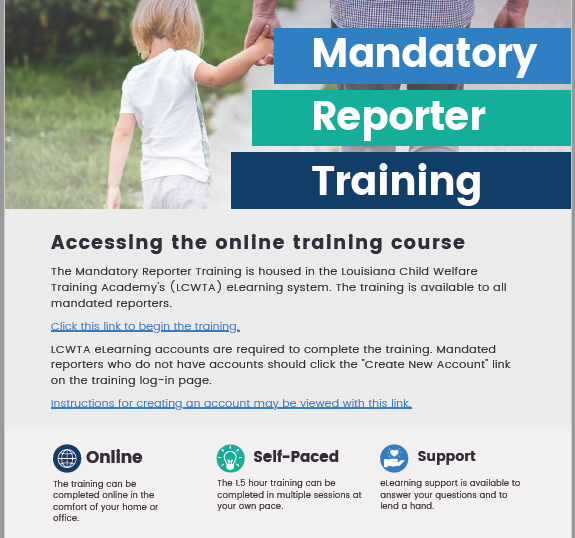 Mandatory
Reporter
Training
Accessing the online training course
The Mandatory Reporter Training is housed in the Louisiana Child Welfare
Training Academy's (LCWTA) eLearning system. The training is available to all
mandated reporters.
Click this link to begin the training.
LCWTA eLearning accounts are required to complete the training. Mandated
reporters who do not have accounts should click the "Create New Account" link
on the training log-in page.
Instructions for creating an account may be viewed with this link.
Online
The training can be
completed online in the
comfort of your home or
office.
Self-Paced
The 1.5 hour training can be
completed in multiple sessions at
your own pace.
Support
eLearning support is available to
answer your questions and to
lend a hand.